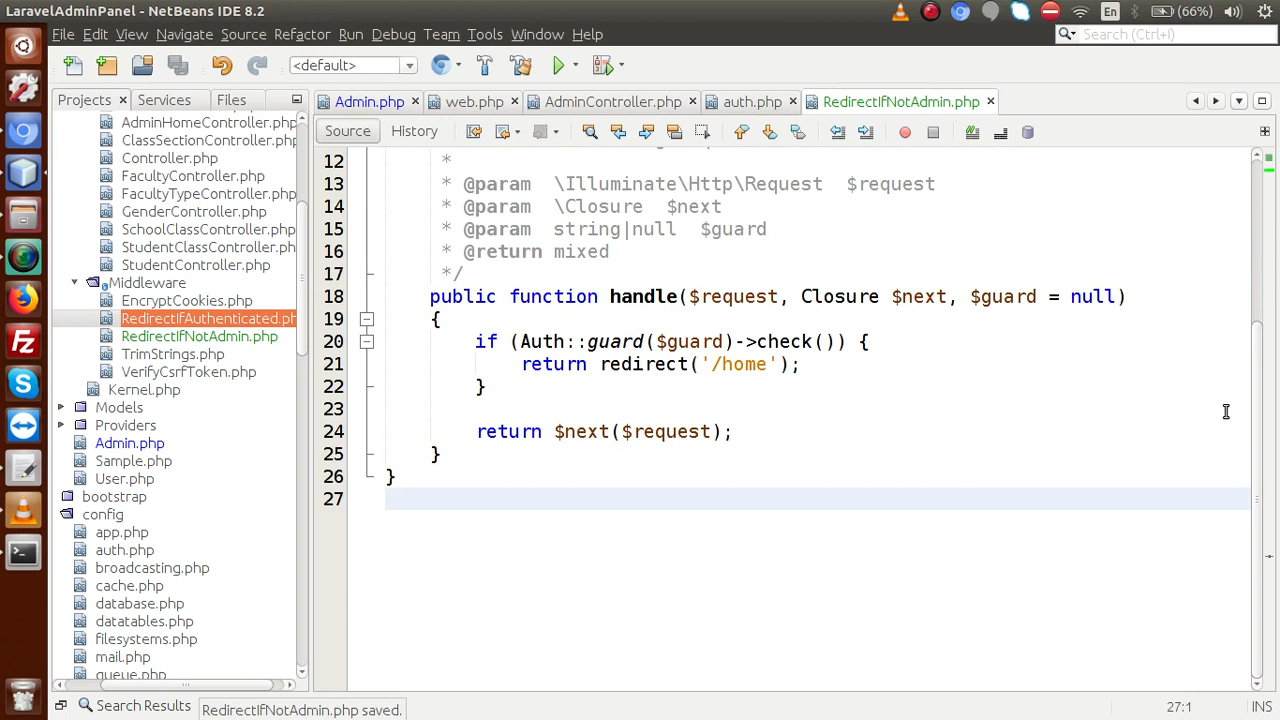 LaravelAdminPanel - NetBeans IDE 8.2
En
(66%)
File Edit View Navigate Source Refactor Run Debug Team Tools Window Help
Search (Ctrl+I)
<default>
Projects Services Files
Admin.php web.php AdminController.php auth.php RedirectIfNotAdmin.php
Source History
AdminHomeController.php
ClassSectionController.php
Controller.php
FacultyController.php
FacultyTypeController.php
GenderController.php
SchoolClassController.php
StudentClassController.php
StudentController.php
Middleware
EncryptCookies.php
RedirectIfAuthenticated.ph
RedirectIfNotAdmin.php
TrimStrings.php
VerifyCsrfToken.php
Kernel.php
Models
Providers
Admin.php
Sample.php
User.php
bootstrap
config
app.php
auth.php
broadcasting.php
cache.php
database.php
datatables.php
filesystems.php
mail.php
queue.php
12 *
13 * @param \Illuminate\Http\Request $request
14 * @param \Closure $next
15 * @param string|null $guard
16 * @return mixed
17 */
18 public function handle($request, Closure $next, $guard = null)
19 {
20 if (Auth::guard($guard)->check()) {
21 return redirect('/home');
22 }
23
24 return $next($request);
25 }
26 }
27
Search Results
RedirectIfNotAdmin.php saved.
27:1
INS